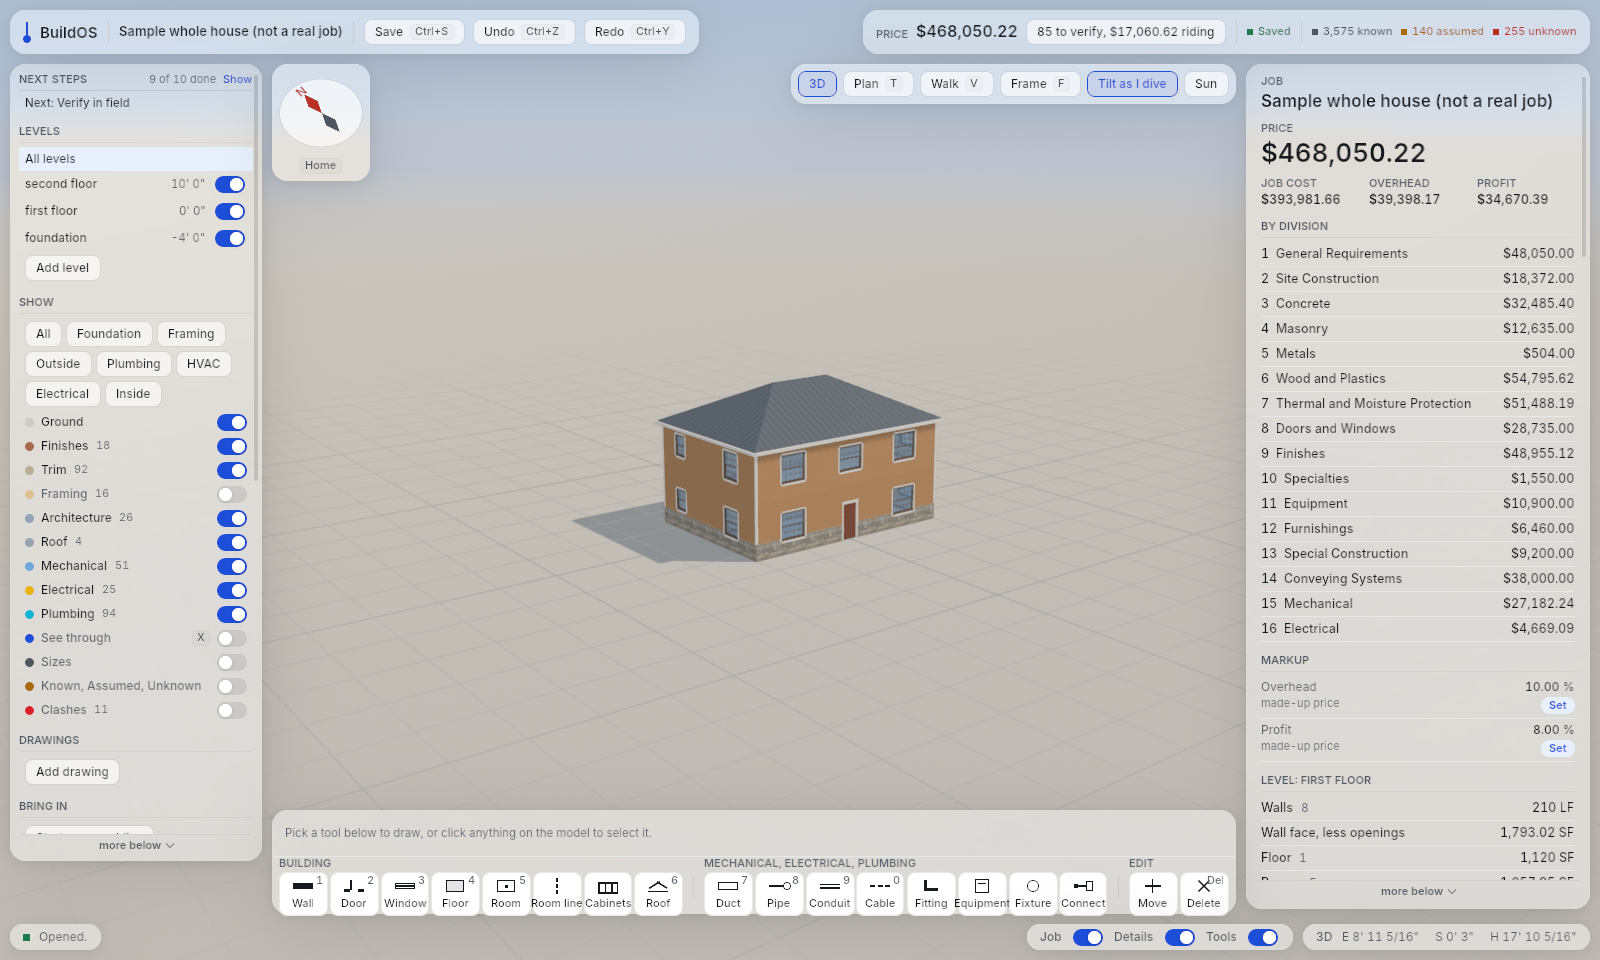 BuildOS
Sample whole house (not a real job)
Save Ctrl+S
Undo Ctrl+Z
Redo Ctrl+Y
PRICE $468,050.22
85 to verify, $17,060.62 riding
Saved
3,575 known
140 assumed
255 unknown
NEXT STEPS 9 of 10 done Show
Next: Verify in field
LEVELS
All levels
second floor 10' 0"
first floor 0' 0"
foundation -4' 0"
Add level
SHOW
All Foundation Framing
Outside Plumbing HVAC
Electrical Inside
Ground
Finishes 18
Trim 92
Framing 16
Architecture 26
Roof 4
Mechanical 51
Electrical 25
Plumbing 94
See through X
Sizes
Known, Assumed, Unknown
Clashes 11
DRAWINGS
Add drawing
BRING IN
more below
N
Home
3D
Plan T
Walk V
Frame F
Tilt as I dive
Sun
JOB
Sample whole house (not a real job)
PRICE
$468,050.22
JOB COST OVERHEAD PROFIT
$393,981.66 $39,398.17 $34,670.39
BY DIVISION
1 General Requirements $48,050.00
2 Site Construction $18,372.00
3 Concrete $32,485.40
4 Masonry $12,635.00
5 Metals $504.00
6 Wood and Plastics $54,795.62
7 Thermal and Moisture Protection $51,488.19
8 Doors and Windows $28,735.00
9 Finishes $48,955.12
10 Specialties $1,550.00
11 Equipment $10,900.00
12 Furnishings $6,460.00
13 Special Construction $9,200.00
14 Conveying Systems $38,000.00
15 Mechanical $27,182.24
16 Electrical $4,669.09
MARKUP
Overhead 10.00 %
made-up price Set
Profit 8.00 %
made-up price Set
LEVEL: FIRST FLOOR
Walls 8 210 LF
Wall face, less openings 1,793.02 SF
Floor 1 1,120 SF
more below
Pick a tool below to draw, or click anything on the model to select it.
BUILDING
1 2 3 4 5 6
Wall Door Window Floor Room Room line Cabinets Roof
MECHANICAL, ELECTRICAL, PLUMBING
7 8 9 0
Duct Pipe Conduit Cable Fitting Equipment Fixture Connect
EDIT
Del
Move Delete
Opened.
Job Details Tools
3D E 8' 11 5/16" S 0' 3" H 17' 10 5/16"